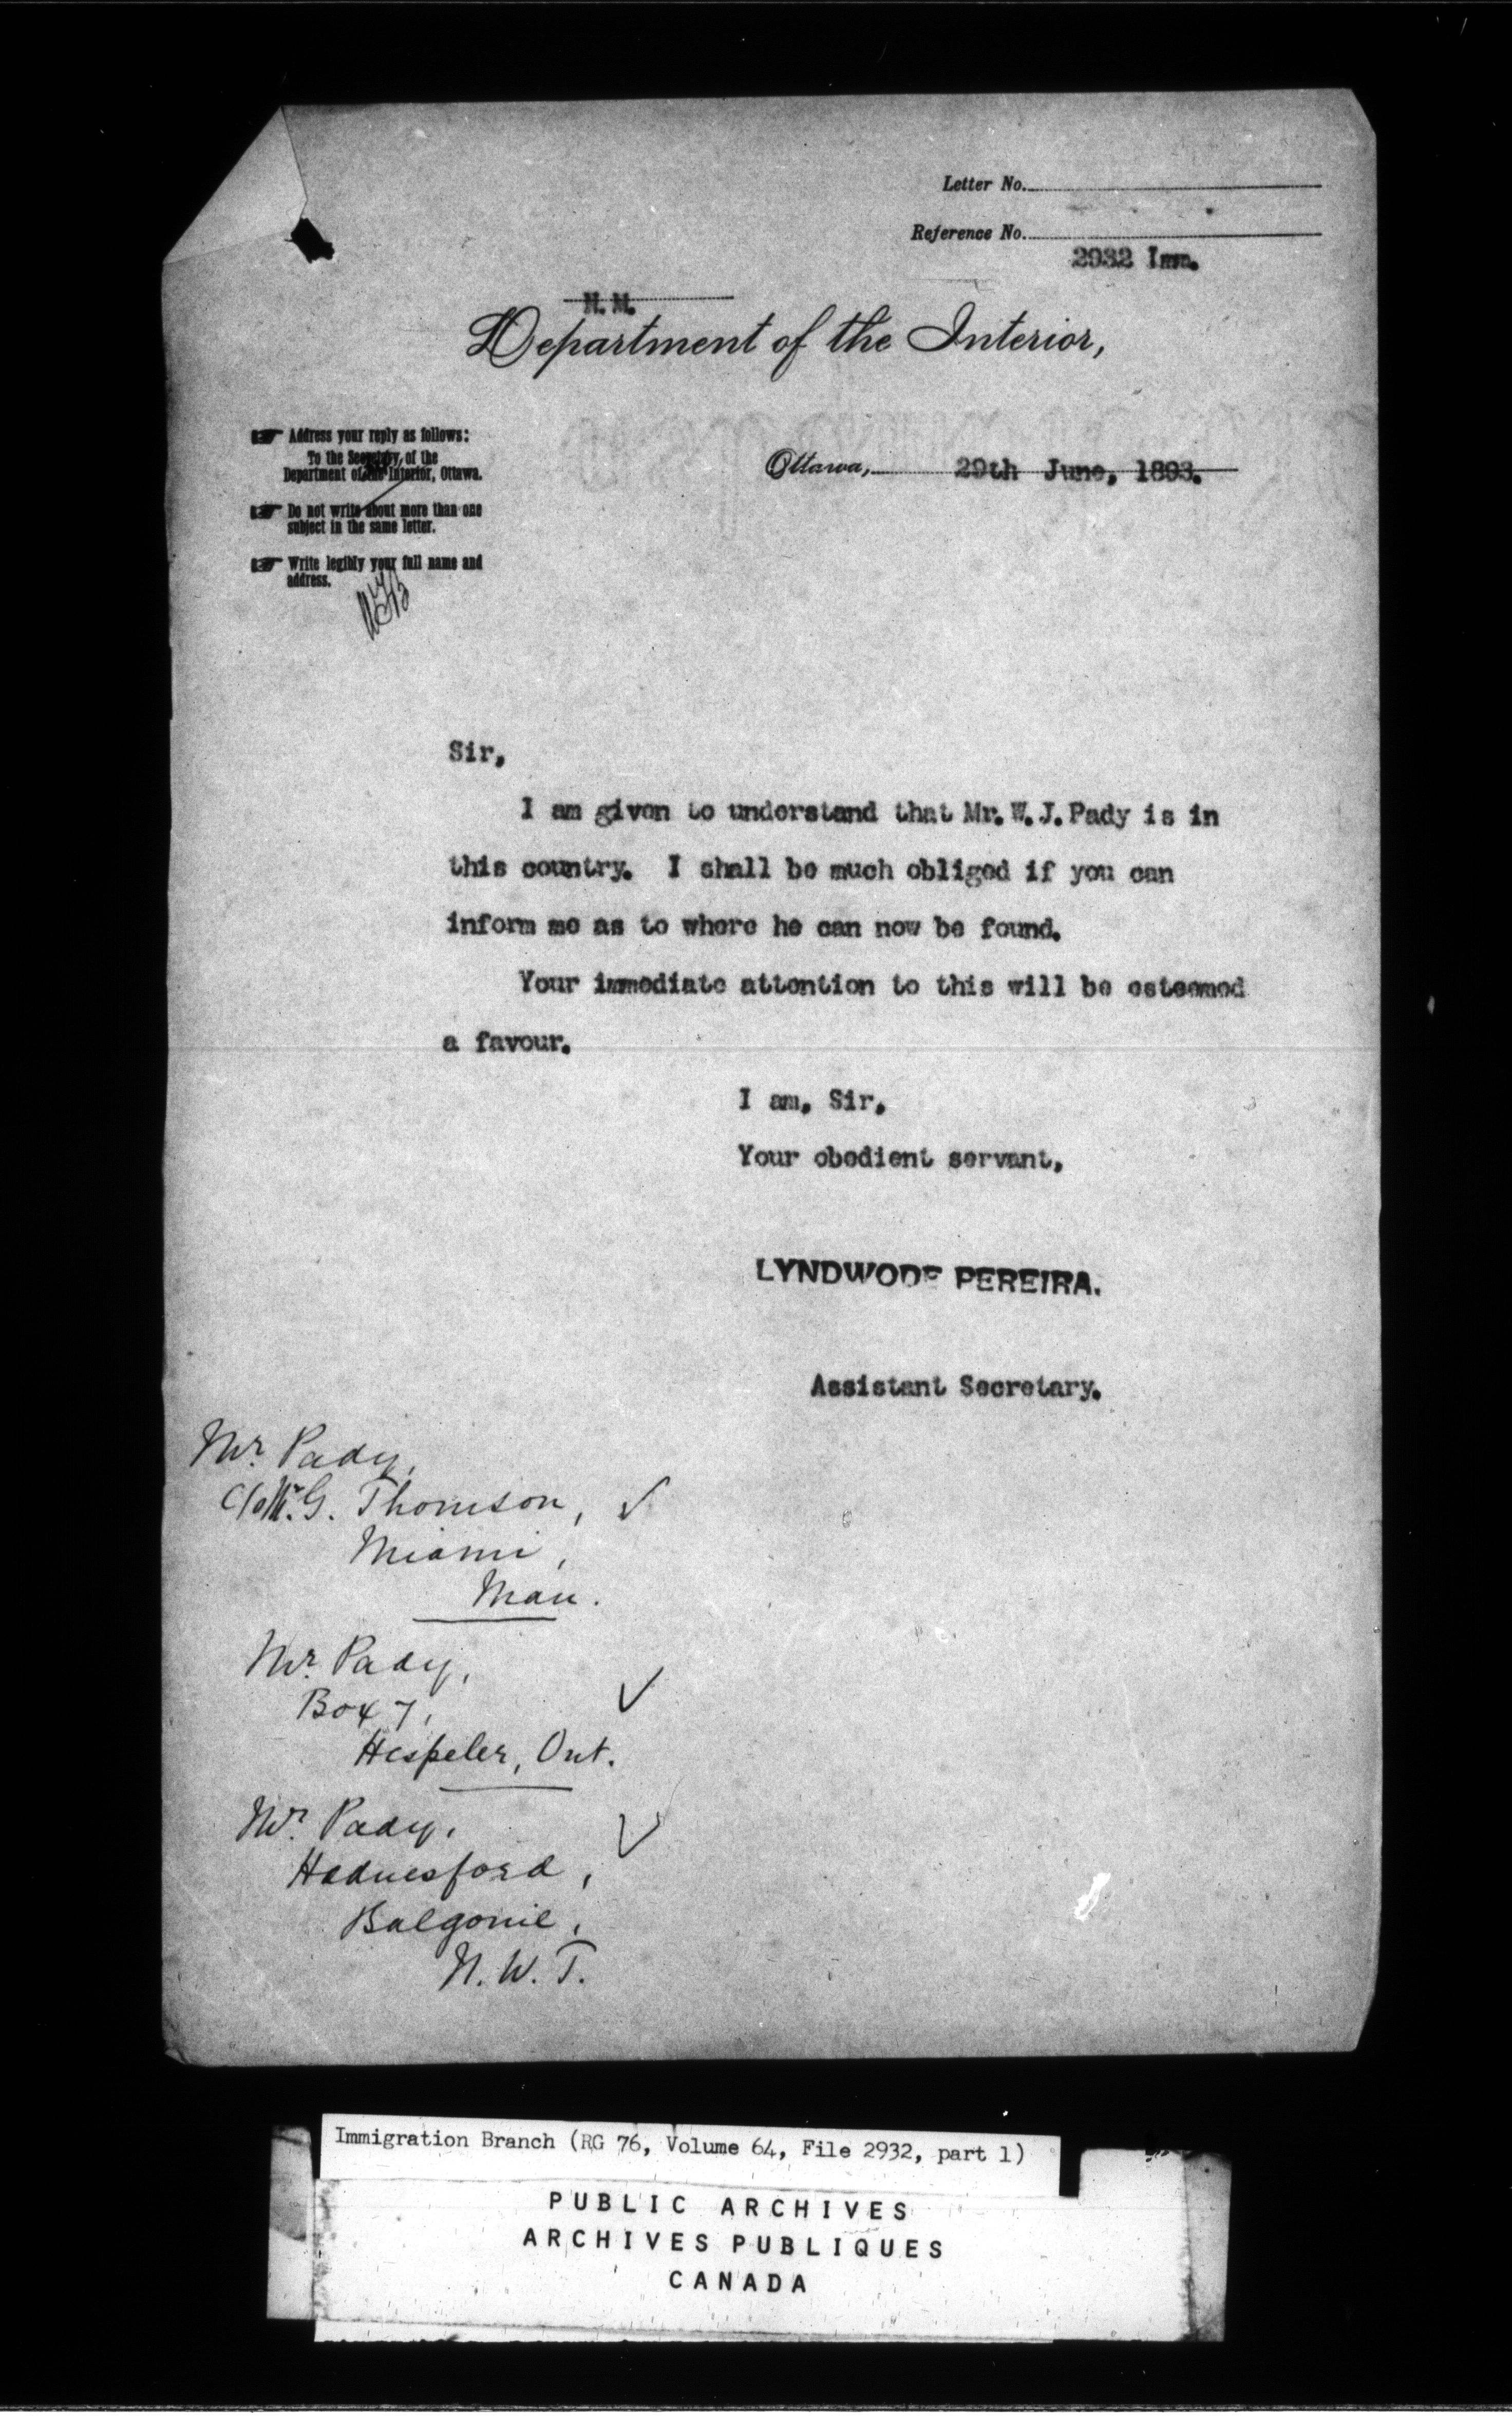 Letter No.
Reference No.
2932 Imm.
N. M.
Department of the Interior,
Address your reply as follows:
To the Secretary of the
Department of the Interior, Ottawa.
Do not write about more than one
subject in the same letter.
Write legibly your full name and
address.
Ottawa, 29th June, 1893.
Sir,
I am given to understand that Mr. W. J. Pady is in
this country. I shall be much obliged if you can
inform me as to where he can now be found.
Your immediate attention to this will be esteemed
a favour.
I am, Sir,
Your obedient servant,
LYNDWODE PEREIRA.
Assistant Secretary.
Mr. Pady,
C/o Mr. G. Thomson, ✓
Miami,
Man.
Mr. Pady,
Box 7, ✓
Hespeler, Ont.
Mr. Pady, ✓
Hednesford,
Balgonie,
N. W. T.
Immigration Branch (RG 76, Volume 64, File 2932, part 1)
PUBLIC ARCHIVES
ARCHIVES PUBLIQUES
CANADA